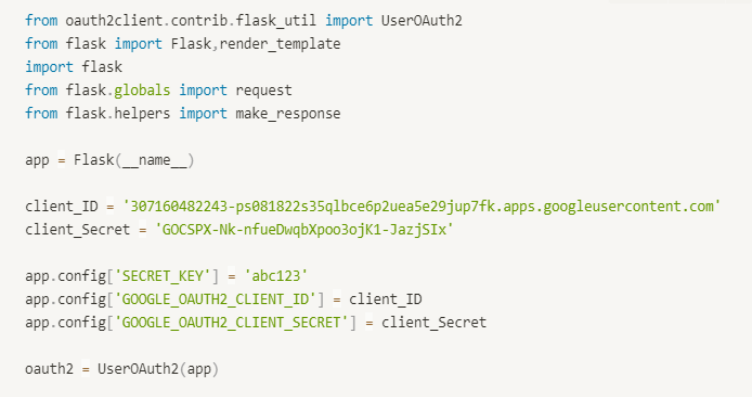 from oauth2client.contrib.flask_util import UserOAuth2
from flask import Flask,render_template
import flask
from flask.globals import request
from flask.helpers import make_response
app = Flask(__name__)
client_ID = '307160482243-ps081822s35qlbce6p2uea5e29jup7fk.apps.googleusercontent.com'
client_Secret = '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'
app.config['SECRET_KEY'] = 'abc123'
app.config['GOOGLE_OAUTH2_CLIENT_ID'] = client_ID
app.config['GOOGLE_OAUTH2_CLIENT_SECRET'] = client_Secret
oauth2 = UserOAuth2(app)